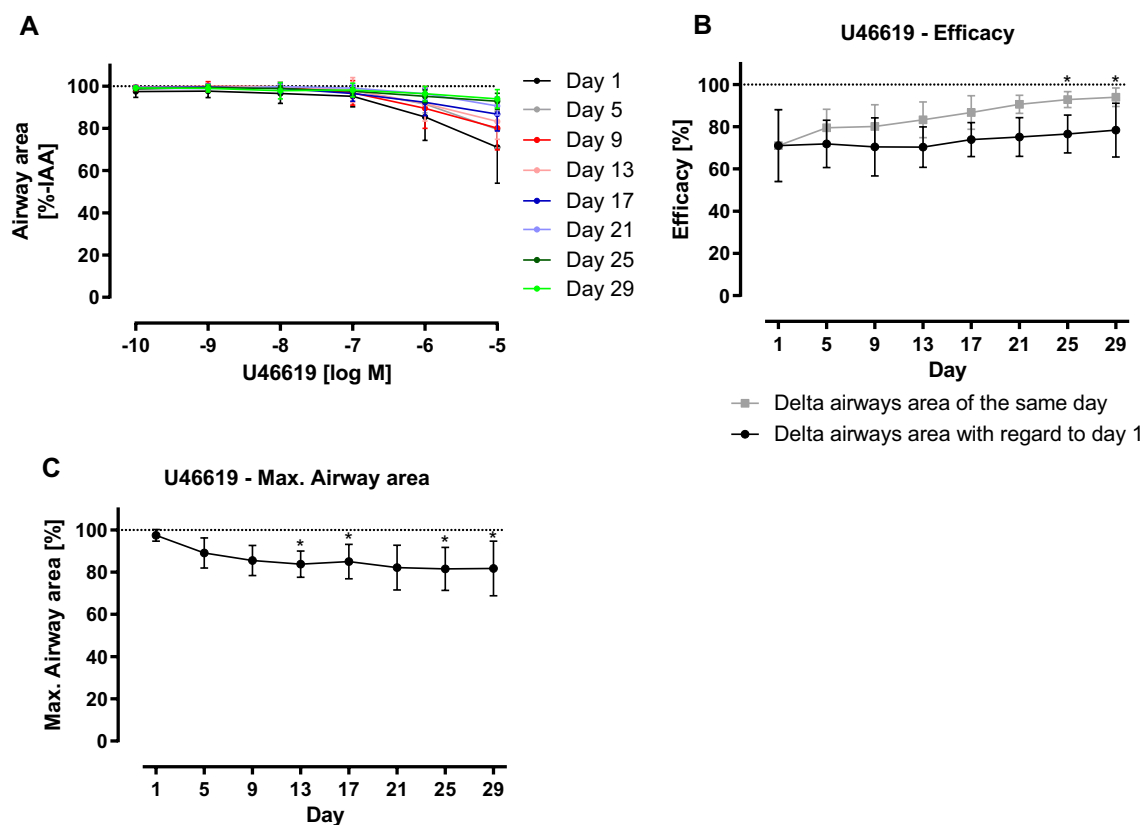 A
Airway area
[%-IAA]
100
80
60
40
20
0
-10 -9 -8 -7 -6 -5
U46619 [log M]
Day 1
Day 5
Day 9
Day 13
Day 17
Day 21
Day 25
Day 29
B
U46619 - Efficacy
Efficacy [%]
100
80
60
40
20
0
* *
1 5 9 13 17 21 25 29
Day
Delta airways area of the same day
Delta airways area with regard to day 1
C
U46619 - Max. Airway area
Max. Airway area [%]
100
80
60
40
20
0
* * * *
1 5 9 13 17 21 25 29
Day